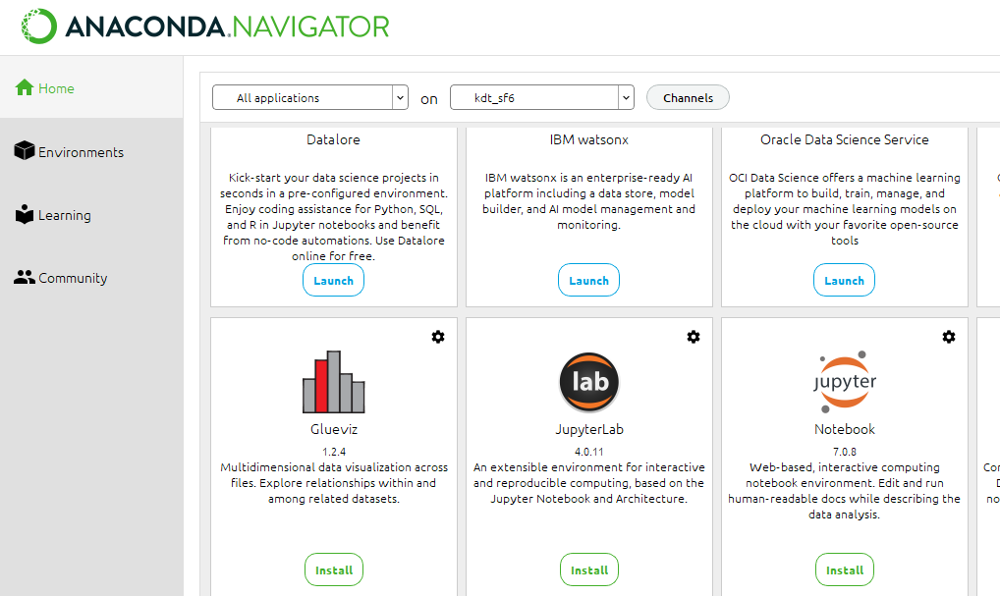 ANACONDA.NAVIGATOR
Home
Environments
Learning
Community
All applications on kdt_sf6 Channels
Datalore
Kick-start your data science projects in
seconds in a pre-configured environment.
Enjoy coding assistance for Python, SQL,
and R in Jupyter notebooks and benefit
from no-code automations. Use Datalore
online for free.
Launch
IBM watsonx
IBM watsonx is an enterprise-ready AI
platform including a data store, model
builder, and AI model management and
monitoring.
Launch
Oracle Data Science Service
OCI Data Science offers a machine learning
platform to build, train, manage, and
deploy your machine learning models on
the cloud with your favorite open-source
tools
Launch
Glueviz
1.2.4
Multidimensional data visualization across
files. Explore relationships within and
among related datasets.
Install
lab
JupyterLab
4.0.11
An extensible environment for interactive
and reproducible computing, based on the
Jupyter Notebook and Architecture.
Install
jupyter
Notebook
7.0.8
Web-based, interactive computing
notebook environment. Edit and run
human-readable docs while describing the
data analysis.
Install